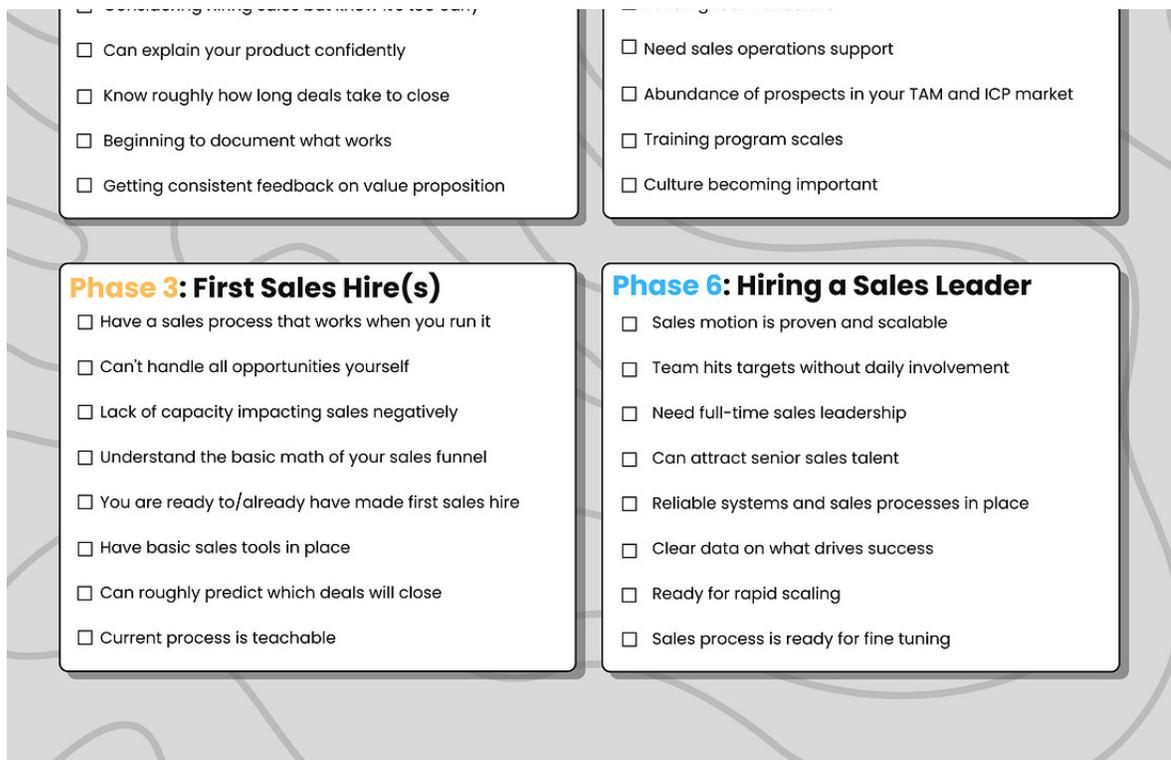 Considering hiring sales but know it's too early
Can explain your product confidently
Know roughly how long deals take to close
Beginning to document what works
Getting consistent feedback on value proposition
Need sales operations support
Abundance of prospects in your TAM and ICP market
Training program scales
Culture becoming important
Phase 3: First Sales Hire(s)
Have a sales process that works when you run it
Can't handle all opportunities yourself
Lack of capacity impacting sales negatively
Understand the basic math of your sales funnel
You are ready to/already have made first sales hire
Have basic sales tools in place
Can roughly predict which deals will close
Current process is teachable
Phase 6: Hiring a Sales Leader
Sales motion is proven and scalable
Team hits targets without daily involvement
Need full-time sales leadership
Can attract senior sales talent
Reliable systems and sales processes in place
Clear data on what drives success
Ready for rapid scaling
Sales process is ready for fine tuning